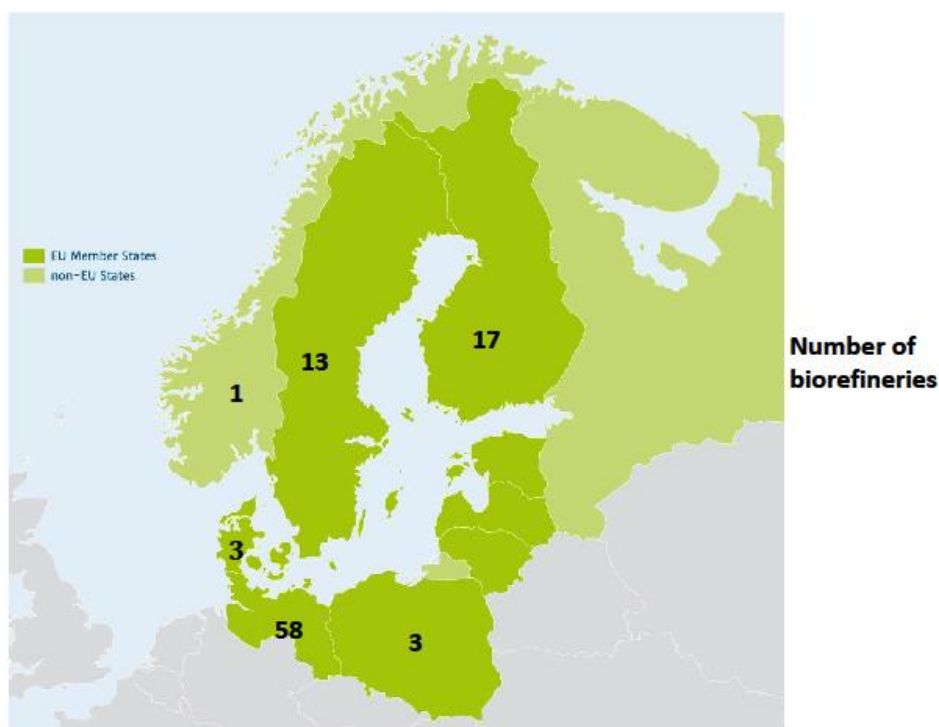 EU Member States
non-EU States
17
13
Number of
biorefineries
1
3
58
3